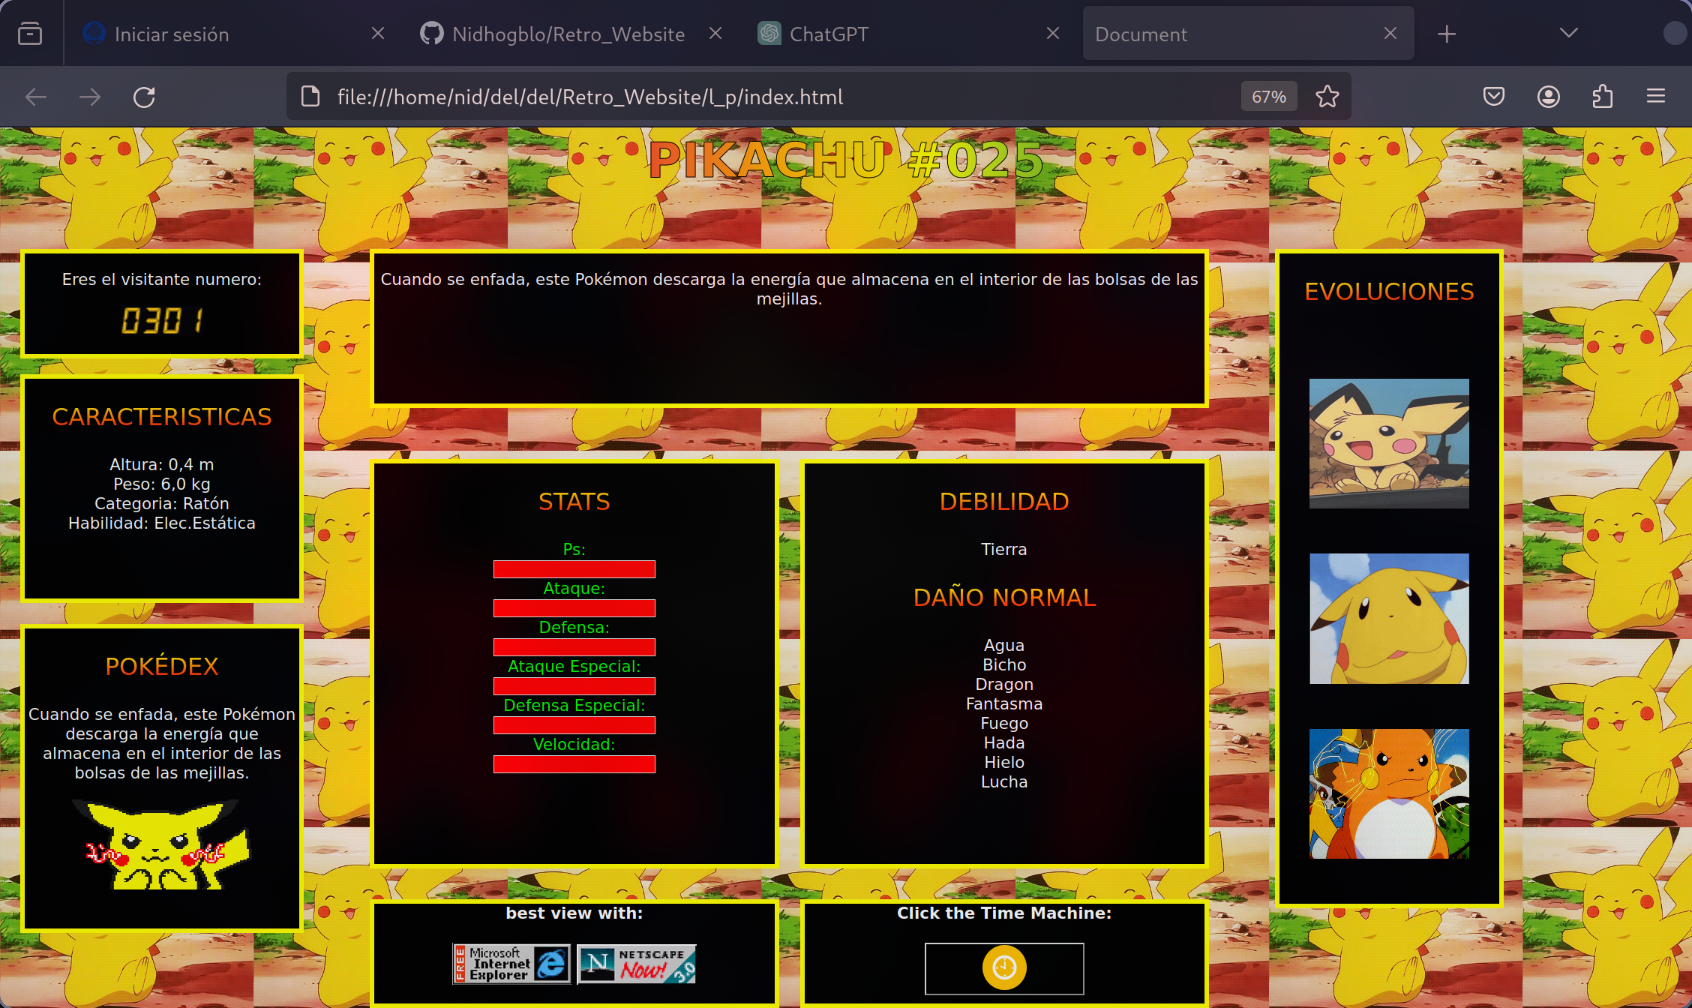 Iniciar sesión
Nidhogblo/Retro_Website
ChatGPT
Document
file:///home/nid/del/del/Retro_Website/l_p/index.html
67%
PIKACHU #025
Eres el visitante numero:
0301
CARACTERISTICAS
Altura: 0,4 m
Peso: 6,0 kg
Categoria: Ratón
Habilidad: Elec.Estática
POKÉDEX
Cuando se enfada, este Pokémon
descarga la energía que
almacena en el interior de las
bolsas de las mejillas.
Cuando se enfada, este Pokémon descarga la energía que almacena en el interior de las bolsas de las
mejillas.
STATS
Ps:
Ataque:
Defensa:
Ataque Especial:
Defensa Especial:
Velocidad:
DEBILIDAD
Tierra
DAÑO NORMAL
Agua
Bicho
Dragon
Fantasma
Fuego
Hada
Hielo
Lucha
best view with:
FREE
Microsoft
Internet
Explorer
N
NETSCAPE
Now!
3.0
Click the Time Machine:
EVOLUCIONES